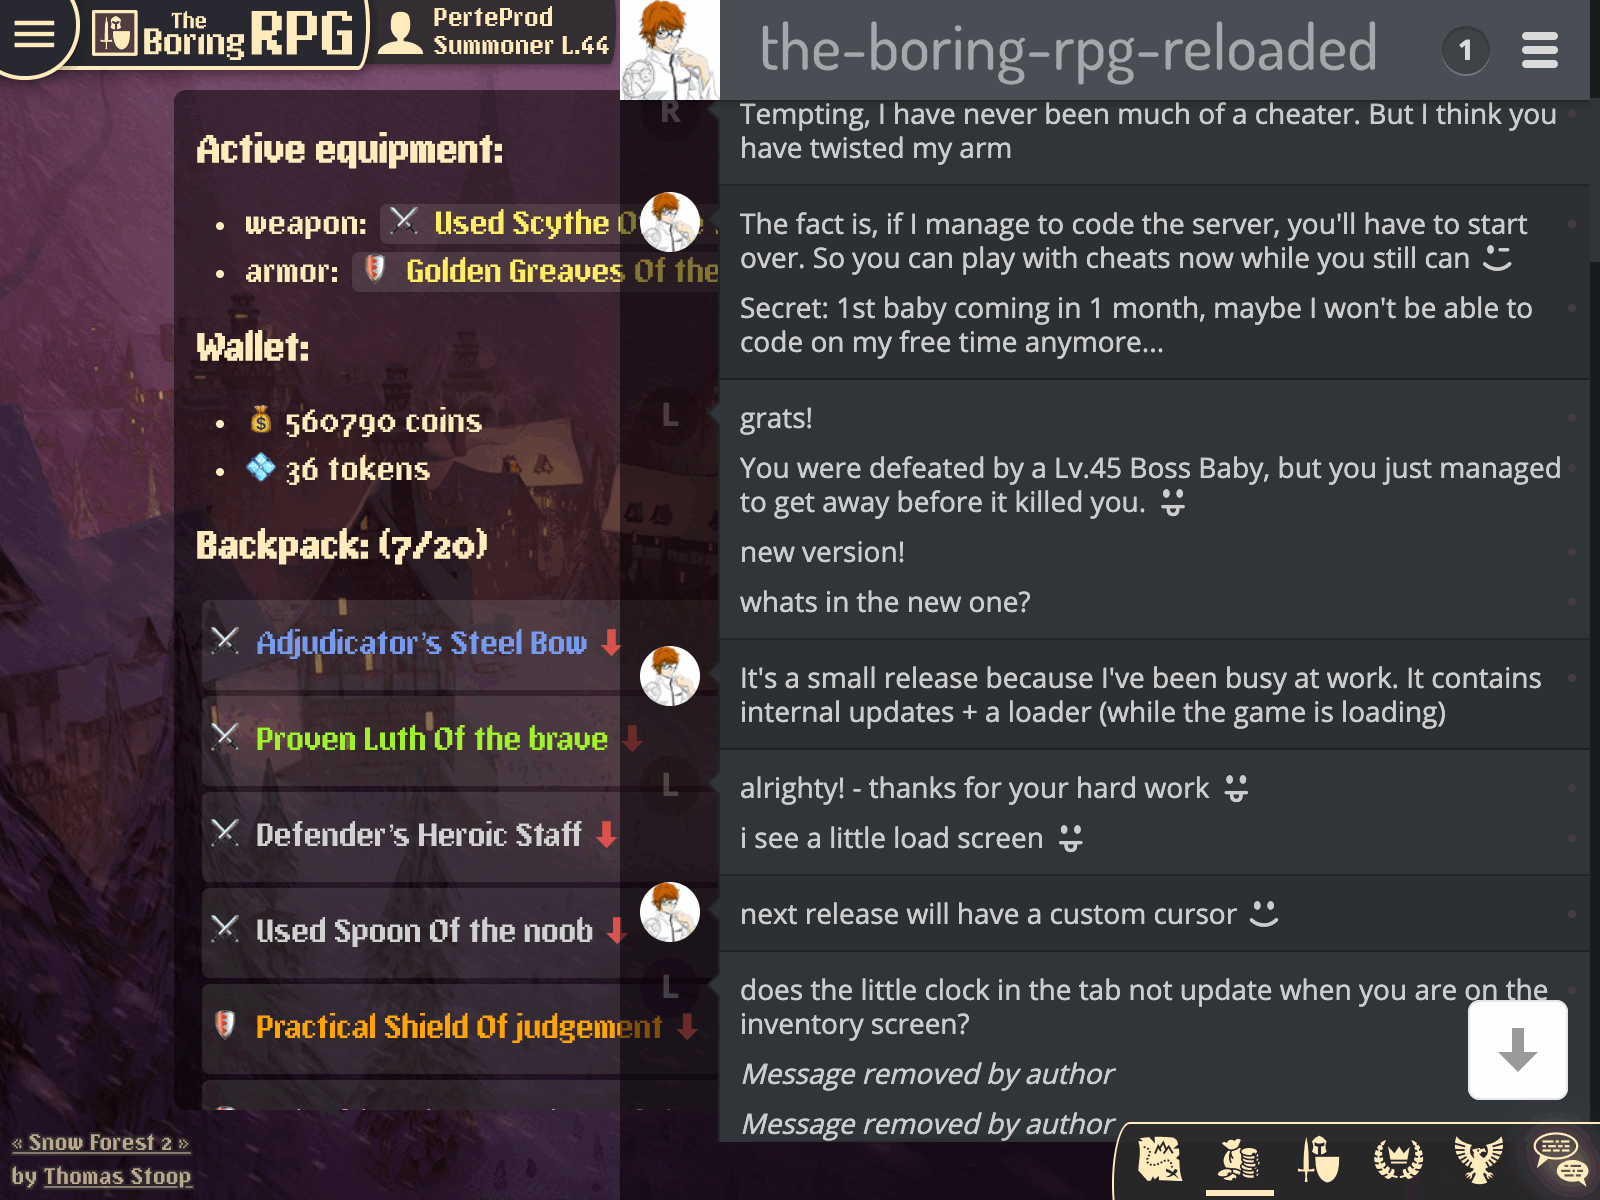 The
Boring RPG
PerteProd
Summoner L.44
the-boring-rpg-reloaded
1
Active equipment:
weapon: Used Scythe
armor: Golden Greaves Of the
Wallet:
560790 coins
36 tokens
Backpack: (7/20)
Adjudicator's Steel Bow
Proven Luth Of the brave
Defender's Heroic Staff
Used Spoon Of the noob
Practical Shield Of judgement
« Snow Forest 2 »
by Thomas Stoop
R
Tempting, I have never been much of a cheater. But I think you
have twisted my arm
The fact is, if I manage to code the server, you'll have to start
over. So you can play with cheats now while you still can
Secret: 1st baby coming in 1 month, maybe I won't be able to
code on my free time anymore...
L
grats!
You were defeated by a Lv.45 Boss Baby, but you just managed
to get away before it killed you.
new version!
whats in the new one?
It's a small release because I've been busy at work. It contains
internal updates + a loader (while the game is loading)
L
alrighty! - thanks for your hard work
i see a little load screen
next release will have a custom cursor
L
does the little clock in the tab not update when you are on the
inventory screen?
Message removed by author
Message removed by author